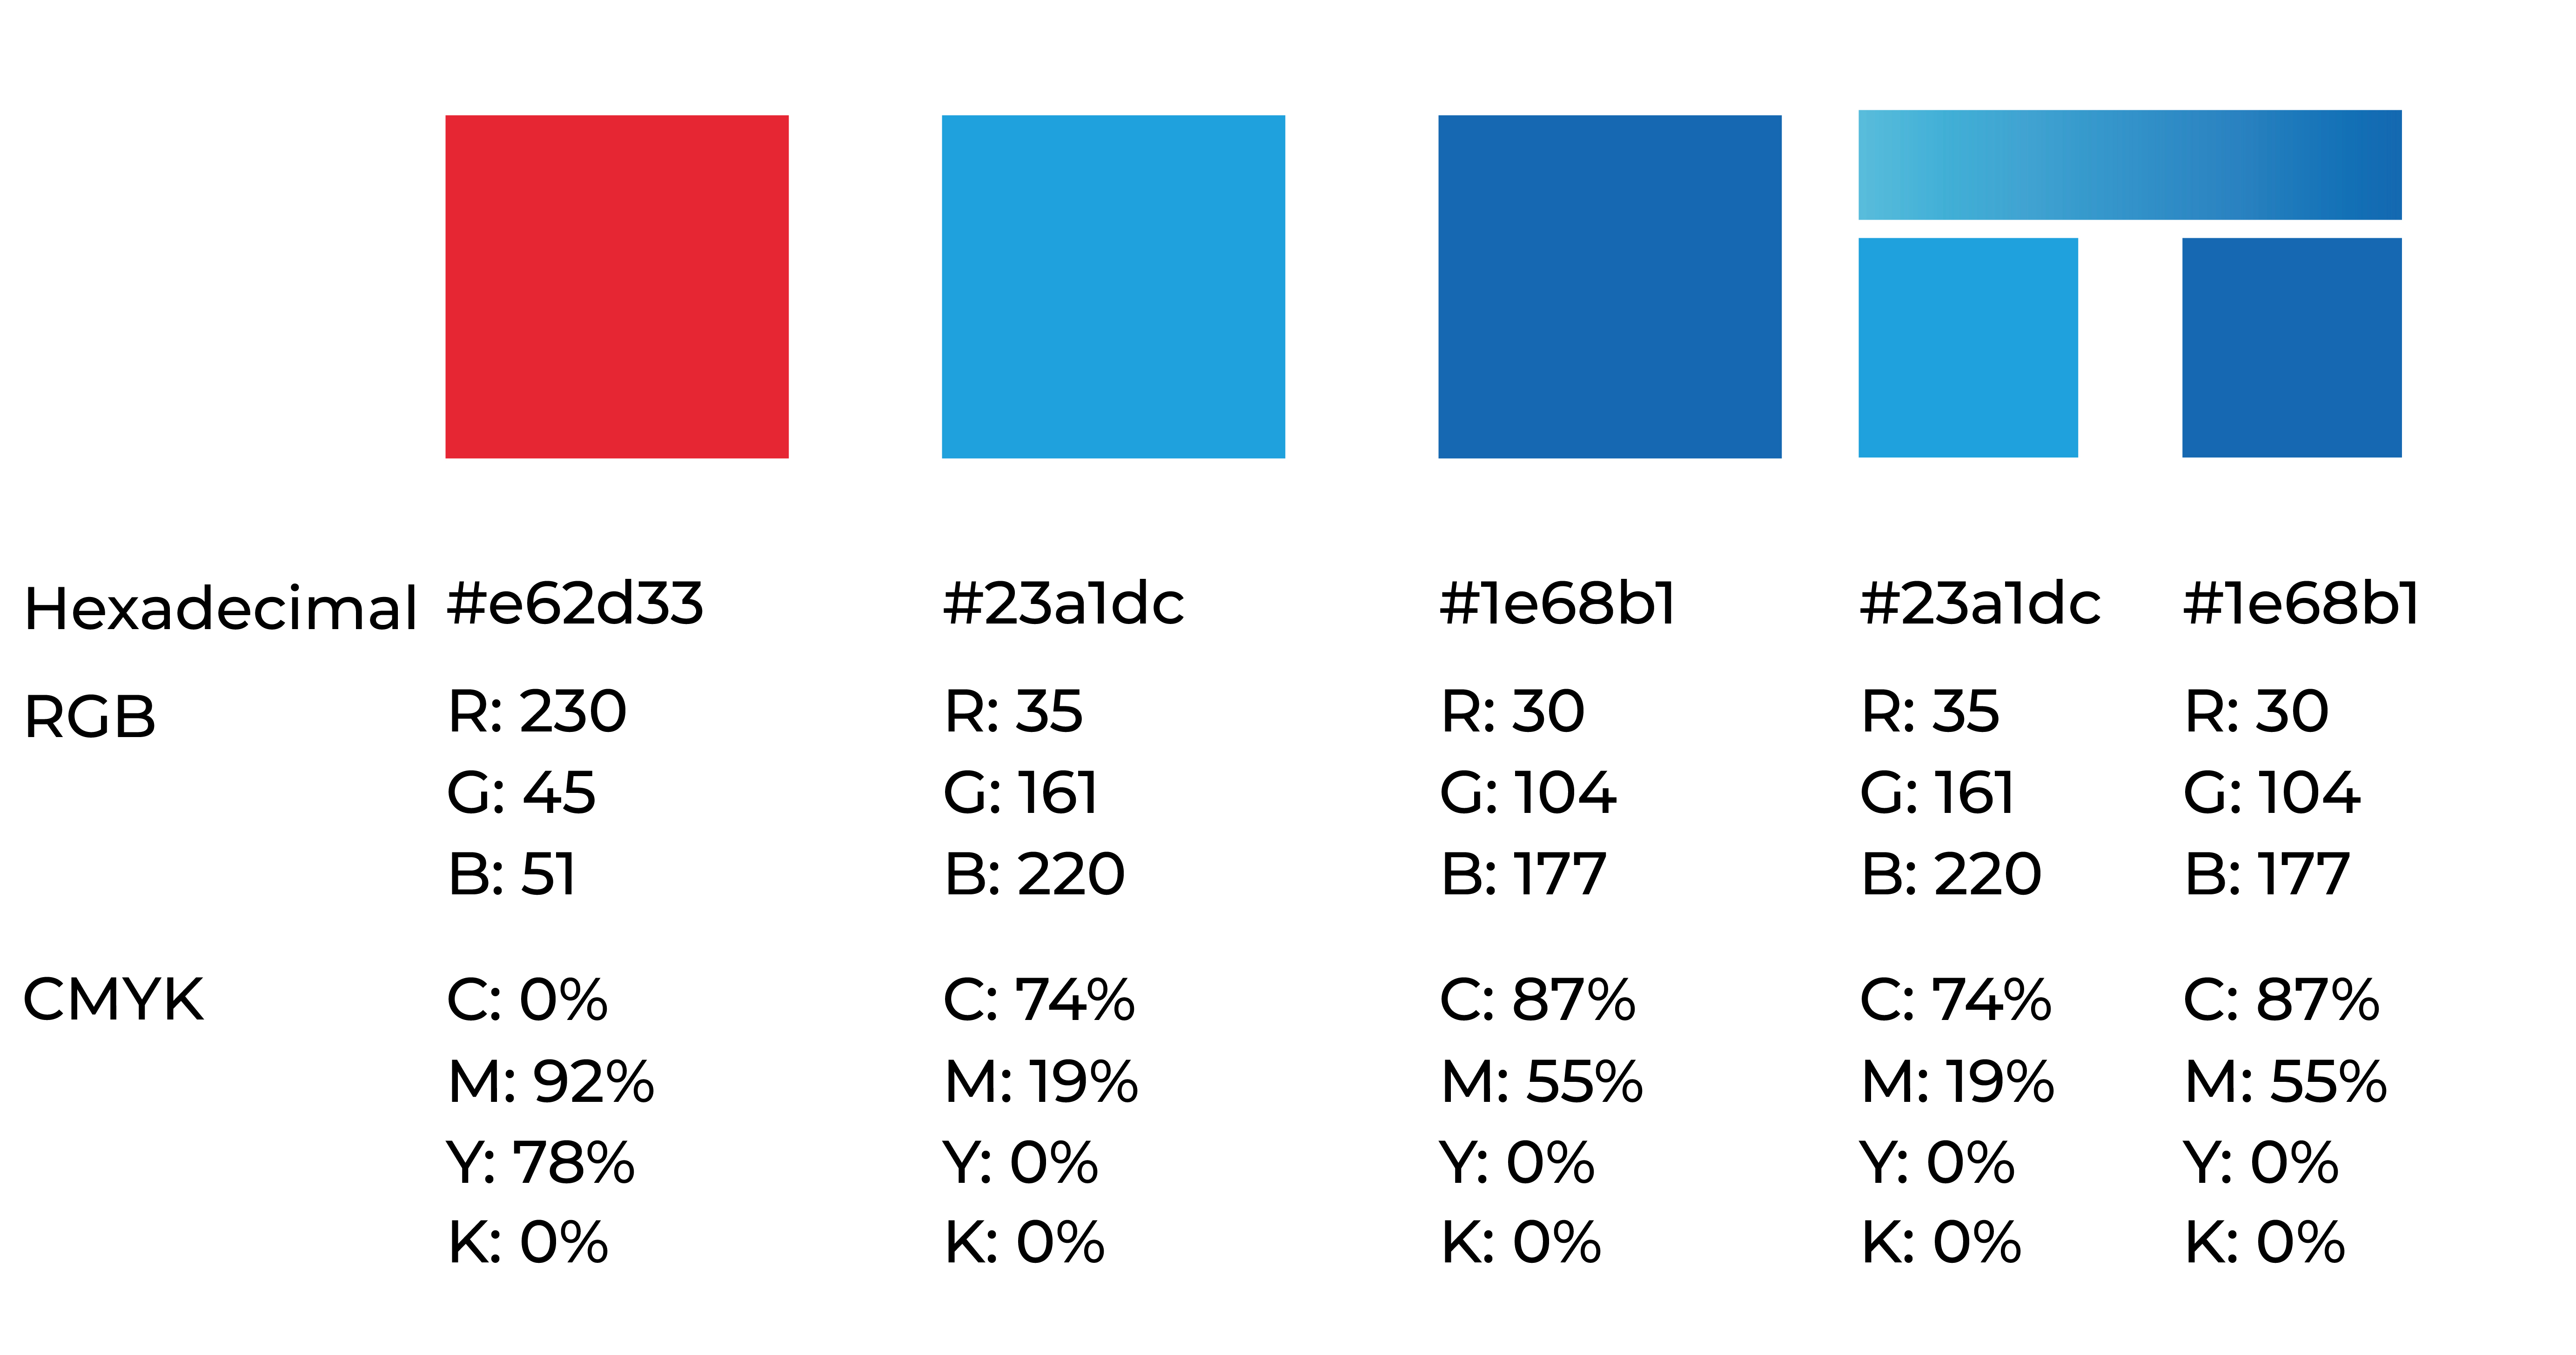 Hexadecimal #e62d33 #23a1dc #1e68b1 #23a1dc #1e68b1
RGB R: 230 R: 35 R: 30 R: 35 R: 30
G: 45 G: 161 G: 104 G: 161 G: 104
B: 51 B: 220 B: 177 B: 220 B: 177
CMYK C: 0% C: 74% C: 87% C: 74% C: 87%
M: 92% M: 19% M: 55% M: 19% M: 55%
Y: 78% Y: 0% Y: 0% Y: 0% Y: 0%
K: 0% K: 0% K: 0% K: 0% K: 0%